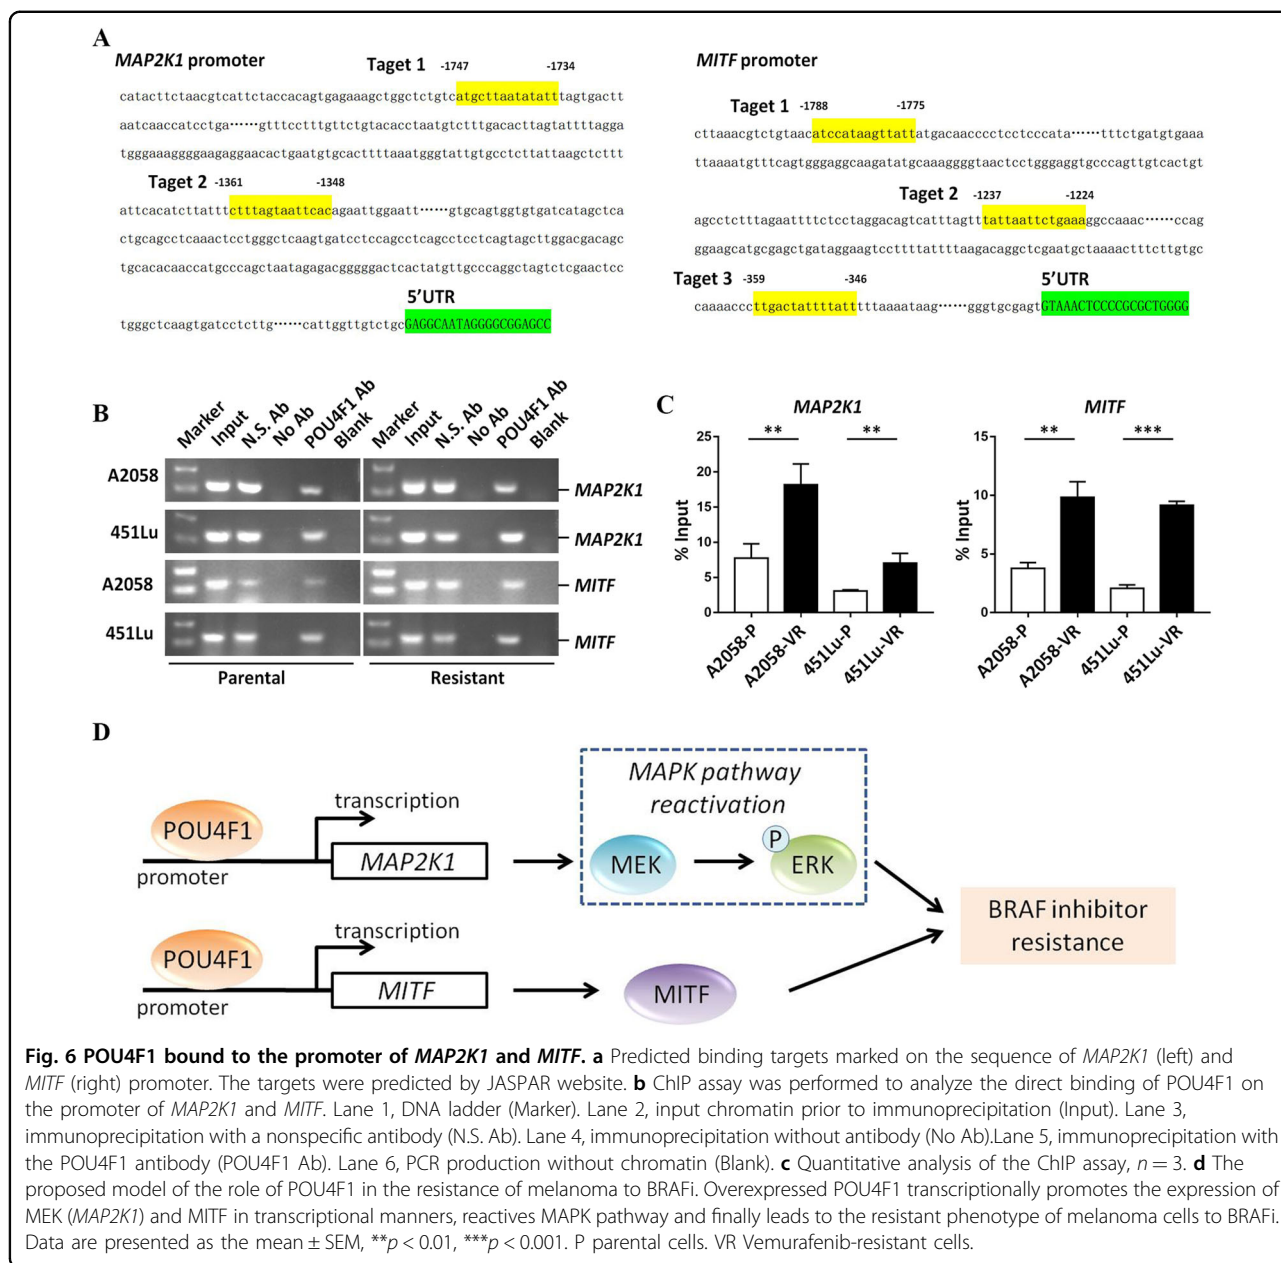 A
MAP2K1 promoter
Taget 1 -1747 -1734
catacttctaacgtcattctaccacagtgagaaagctggctctgtcatgcttaatatatttagtgactt
aatcaaccatcctga······gtttcctttgttctgtacacctaatgtctttgacacttagtattttagga
tgggaaaggggaagaggaacactgaatgtgcacttttaaatgggtattgtgcctcttattaagctcttt
Taget 2 -1361 -1348
attcacatcttatttctttagtaattcacagaattggaatt······gtgcagtggtgtgatcatagctca
ctgcagcctcaaactcctgggctcaagtgatcctccagcctcagcctcctcagtagcttggacgacagc
tgcacacaaccatgcccagctaatagagacgggggactcactatgttgcccaggctagtctcgaactcc
5’UTR
tgggctcaagtgatcctcttg······cattggttgtctgcGAGGCAATAGGGGCGGAGCC
MITF promoter
Taget 1 -1788 -1775
cttaaacgtctgtaacatccataagttattatgacaacccctcctcccata······tttctgatgtgaaa
ttaaaatgtttcagtgggaggcaagatatgcaaaggggtaactcctgggaggtgcccagttgtcactgt
Taget 2 -1237 -1224
agcctctttagaattttctcctaggacagtcatttagtttattaattctgaaaggccaaac······ccag
ggaagcatgcgagctgataggaagtccttttattttaagacaggctcgaatgctaaaactttcttgtgc
Taget 3 -359 -346
5’UTR
caaaacccttgactattttatttttaaaataag······gggtgcgagtGTAAACTCCCCGCGCTGGGG
B
Marker Input N.S. Ab No Ab POU4F1 Ab Blank Marker Input N.S. Ab No Ab POU4F1 Ab Blank
A2058 MAP2K1
451Lu MAP2K1
A2058 MITF
451Lu MITF
Parental Resistant
C
MAP2K1
% Input
25
20
15
10
5
0
** **
A2058-P A2058-VR 451Lu-P 451Lu-VR
MITF
% Input
15
10
5
0
** ***
A2058-P A2058-VR 451Lu-P 451Lu-VR
D
POU4F1
promoter
transcription
MAP2K1
MAPK pathway
reactivation
MEK
P
ERK
POU4F1
promoter
transcription
MITF
MITF
BRAF inhibitor
resistance
Fig. 6 POU4F1 bound to the promoter of MAP2K1 and MITF. a Predicted binding targets marked on the sequence of MAP2K1 (left) and
MITF (right) promoter. The targets were predicted by JASPAR website. b ChIP assay was performed to analyze the direct binding of POU4F1 on
the promoter of MAP2K1 and MITF. Lane 1, DNA ladder (Marker). Lane 2, input chromatin prior to immunoprecipitation (Input). Lane 3,
immunoprecipitation with a nonspecific antibody (N.S. Ab). Lane 4, immunoprecipitation without antibody (No Ab).Lane 5, immunoprecipitation with
the POU4F1 antibody (POU4F1 Ab). Lane 6, PCR production without chromatin (Blank). c Quantitative analysis of the ChIP assay, n = 3. d The
proposed model of the role of POU4F1 in the resistance of melanoma to BRAFi. Overexpressed POU4F1 transcriptionally promotes the expression of
MEK (MAP2K1) and MITF in transcriptional manners, reactives MAPK pathway and finally leads to the resistant phenotype of melanoma cells to BRAFi.
Data are presented as the mean ± SEM, **p < 0.01, ***p < 0.001. P parental cells. VR Vemurafenib-resistant cells.